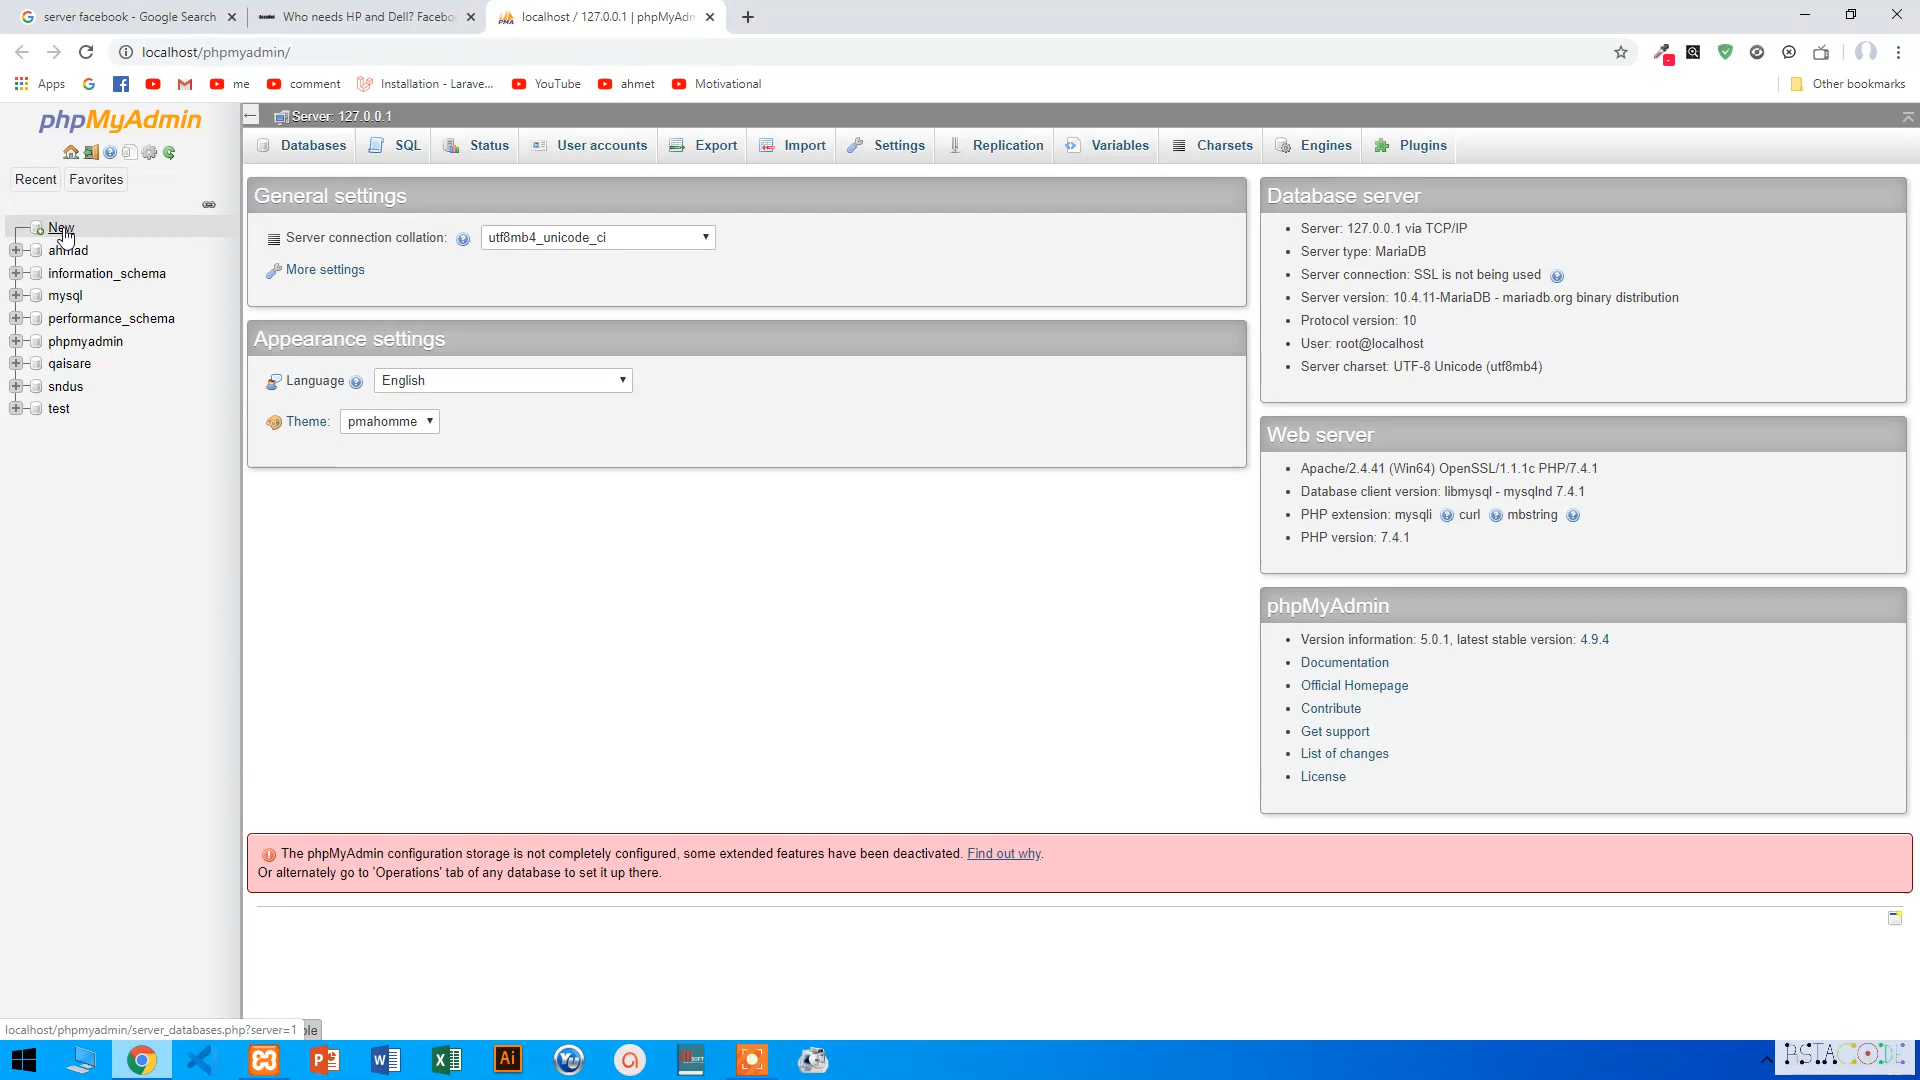 server facebook - Google Search
Who needs HP and Dell? Facebo
localhost / 127.0.0.1 | phpMyAdm
localhost/phpmyadmin/
Apps
me
comment
Installation - Larave...
YouTube
ahmet
Motivational
Other bookmarks
phpMyAdmin
Recent
Favorites
New
ahmad
information_schema
mysql
performance_schema
phpmyadmin
qaisare
sndus
test
Server: 127.0.0.1
Databases
SQL
Status
User accounts
Export
Import
Settings
Replication
Variables
Charsets
Engines
Plugins
General settings
Server connection collation:
utf8mb4_unicode_ci
More settings
Appearance settings
Language
English
Theme:
pmahomme
Database server
Server: 127.0.0.1 via TCP/IP
Server type: MariaDB
Server connection: SSL is not being used
Server version: 10.4.11-MariaDB - mariadb.org binary distribution
Protocol version: 10
User: root@localhost
Server charset: UTF-8 Unicode (utf8mb4)
Web server
Apache/2.4.41 (Win64) OpenSSL/1.1.1c PHP/7.4.1
Database client version: libmysql - mysqlnd 7.4.1
PHP extension: mysqli curl mbstring
PHP version: 7.4.1
phpMyAdmin
Version information: 5.0.1, latest stable version: 4.9.4
Documentation
Official Homepage
Contribute
Get support
List of changes
License
The phpMyAdmin configuration storage is not completely configured, some extended features have been deactivated. Find out why.
Or alternately go to 'Operations' tab of any database to set it up there.
localhost/phpmyadmin/server_databases.php?server=1
RSTACODE